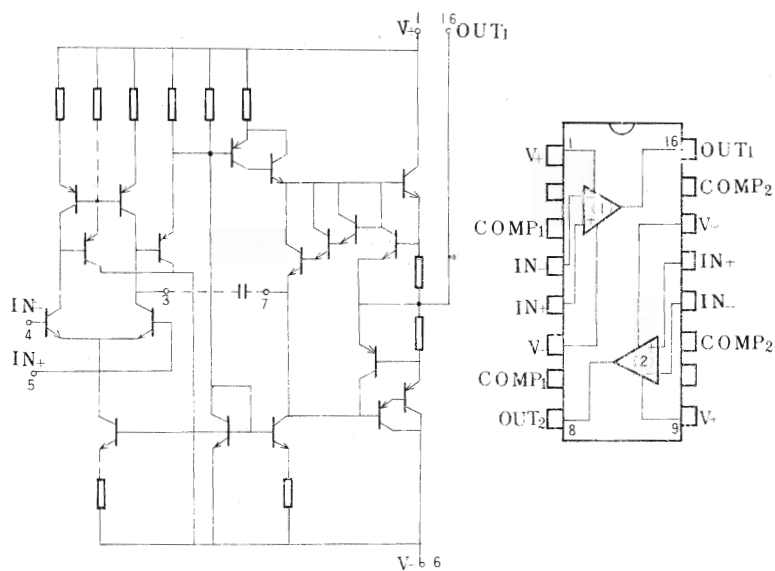 1 16
V+ OUT1
3 7
IN-
4
IN+
5
V- 6
1 16
V+ OUT1
COMP2
(1)
COMP1 V-
IN- IN+
IN+ IN-
V- 2 COMP2
COMP1
OUT2 V+
8 9